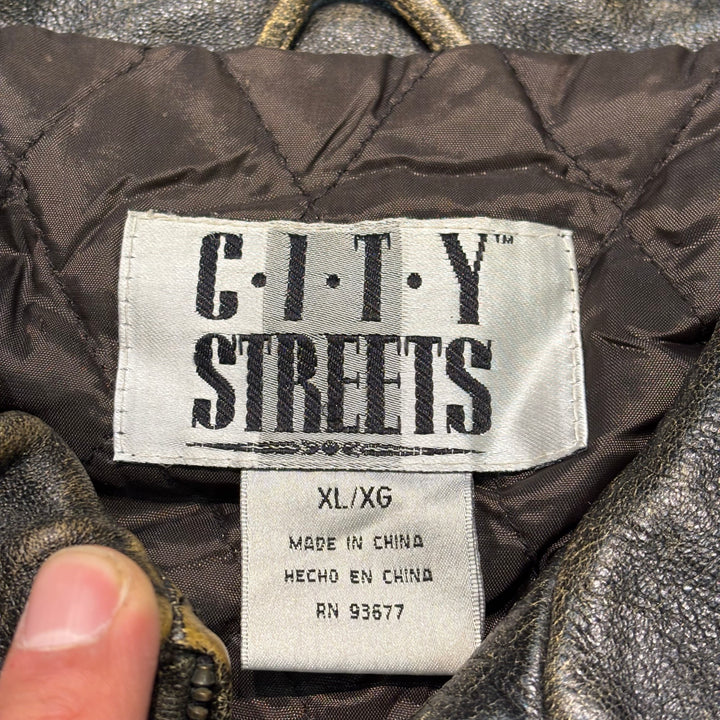 C·I·T·Y™
STREETS
XL/XG
MADE IN CHINA
HECHO EN CHINA
RN 93677